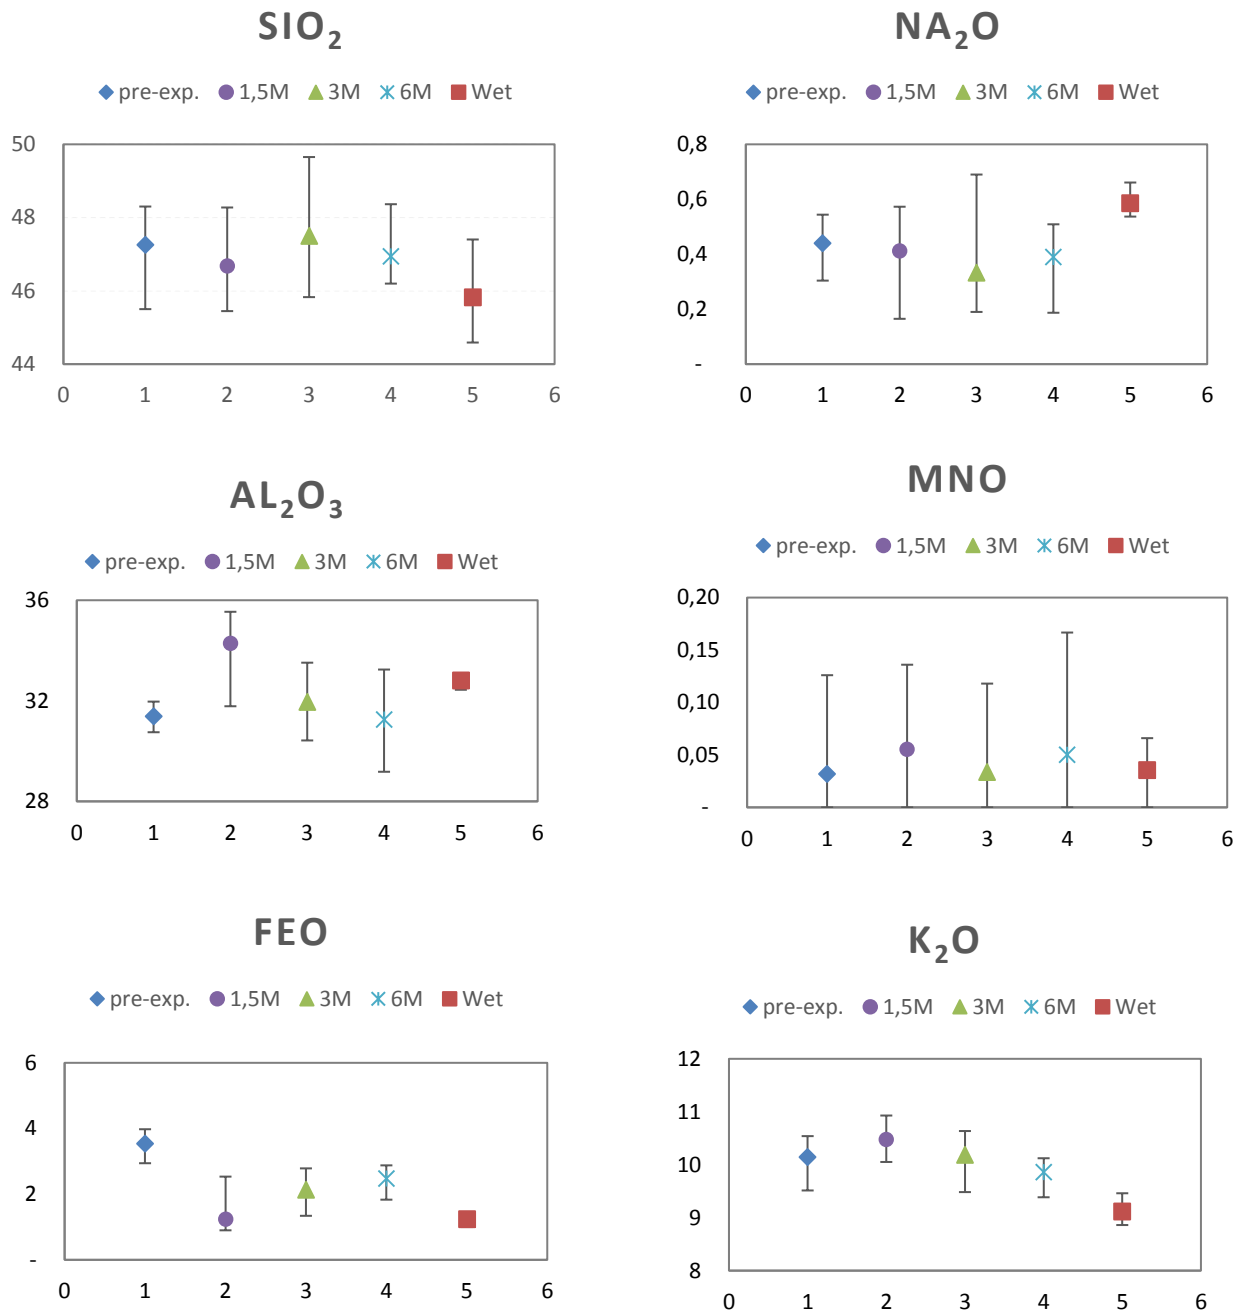 SIO₂
pre-exp. 1,5M 3M 6M Wet
50
48
46
44
0 1 2 3 4 5 6
NA₂O
pre-exp. 1,5M 3M 6M Wet
0,8
0,6
0,4
0,2
-
0 1 2 3 4 5 6
AL₂O₃
pre-exp. 1,5M 3M 6M Wet
36
32
28
0 1 2 3 4 5 6
MNO
pre-exp. 1,5M 3M 6M Wet
0,20
0,15
0,10
0,05
-
0 1 2 3 4 5 6
FEO
pre-exp. 1,5M 3M 6M Wet
6
4
2
-
0 1 2 3 4 5 6
K₂O
pre-exp. 1,5M 3M 6M Wet
12
11
10
9
8
0 1 2 3 4 5 6